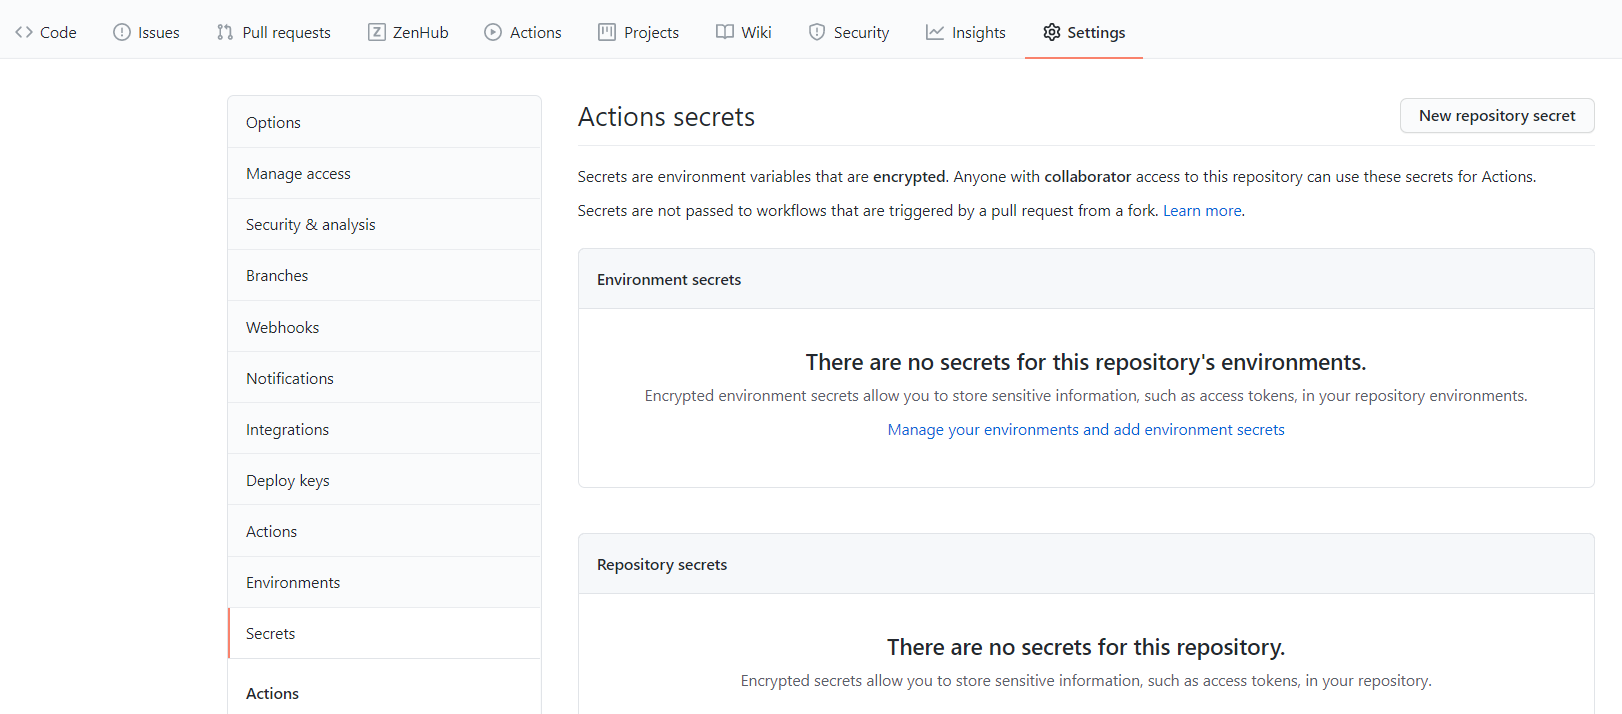 Code Issues Pull requests ZenHub Actions Projects Wiki Security Insights Settings
Options
Manage access
Security & analysis
Branches
Webhooks
Notifications
Integrations
Deploy keys
Actions
Environments
Secrets
Actions
Actions secrets
New repository secret
Secrets are environment variables that are encrypted. Anyone with collaborator access to this repository can use these secrets for Actions.
Secrets are not passed to workflows that are triggered by a pull request from a fork. Learn more.
Environment secrets
There are no secrets for this repository's environments.
Encrypted environment secrets allow you to store sensitive information, such as access tokens, in your repository environments.
Manage your environments and add environment secrets
Repository secrets
There are no secrets for this repository.
Encrypted secrets allow you to store sensitive information, such as access tokens, in your repository.